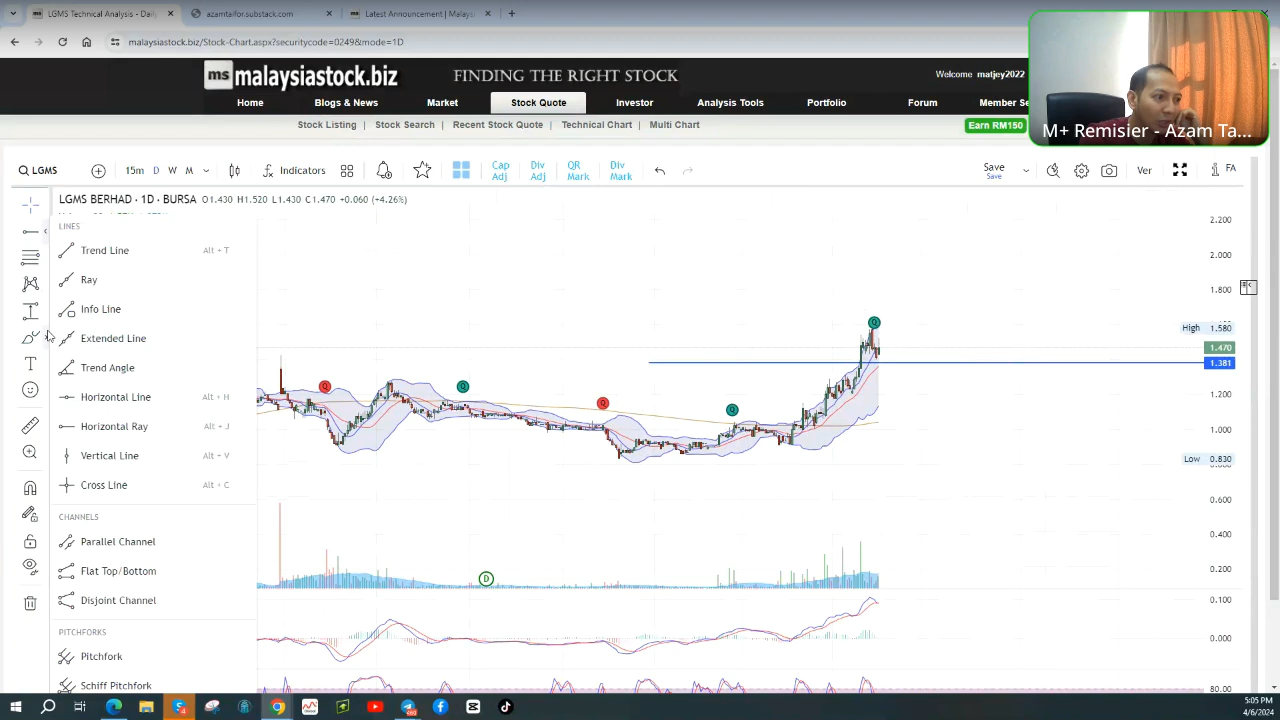 LGMS Technical Analysis - Daily
azamtaifor.substack.com
Latest Announcement | Malays
malaysiastock.biz/Stock-Chart.aspx?securitycode=0249&mode=1D
ms malaysiastock.biz
FINDING THE RIGHT STOCK
Welcome matjey2022
Home Blogs & News Market Stock Quote Investor Analysis Tools Portfolio Forum Member Se
Stock Listing | Stock Search | Recent Stock Quote | Technical Chart | Multi Chart
Earn RM150
M+ Remisier - Azam Ta...
LGMS 15m D W M Indicators Cap Adj Div Adj QR Mark Div Mark Save Save Ver FA
LGMS BERHAD · 1D · BURSA O1.430 H1.520 L1.430 C1.470 +0.060 (+4.26%)
LINES
Trend Line Alt + T
Ray
Info Line
Extended Line
Trend Angle
Horizontal Line Alt + H
Horizontal Ray Alt + J
Vertical Line Alt + V
Cross Line Alt + C
CHANNELS
Parallel Channel
Flat Top/Bottom
Disjoint Channel
PITCHFORKS
Pitchfork
Schiff Pitchfork
Q
Q
Q
Q
Q
D
2.200
2.000
1.800
High 1.580
1.470
1.381
1.200
1.000
Low 0.830
0.600
0.400
0.200
0.100
0.000
80.00
5:05 PM
4/6/2024